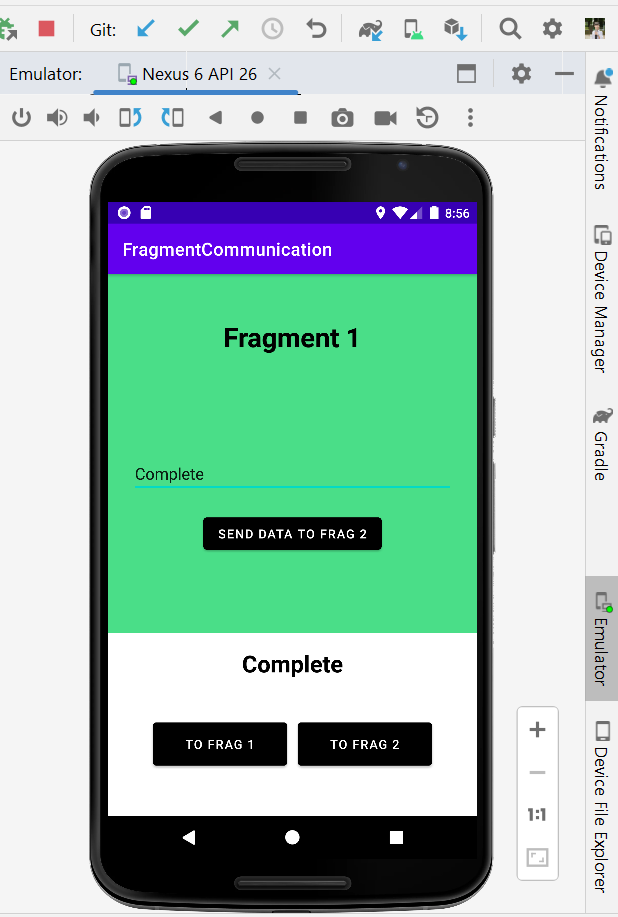 Git:
Emulator:
Nexus 6 API 26
8:56
FragmentCommunication
Fragment 1
Complete
SEND DATA TO FRAG 2
Complete
TO FRAG 1
TO FRAG 2
1:1
Notifications
Device Manager
Gradle
Emulator
Device File Explorer